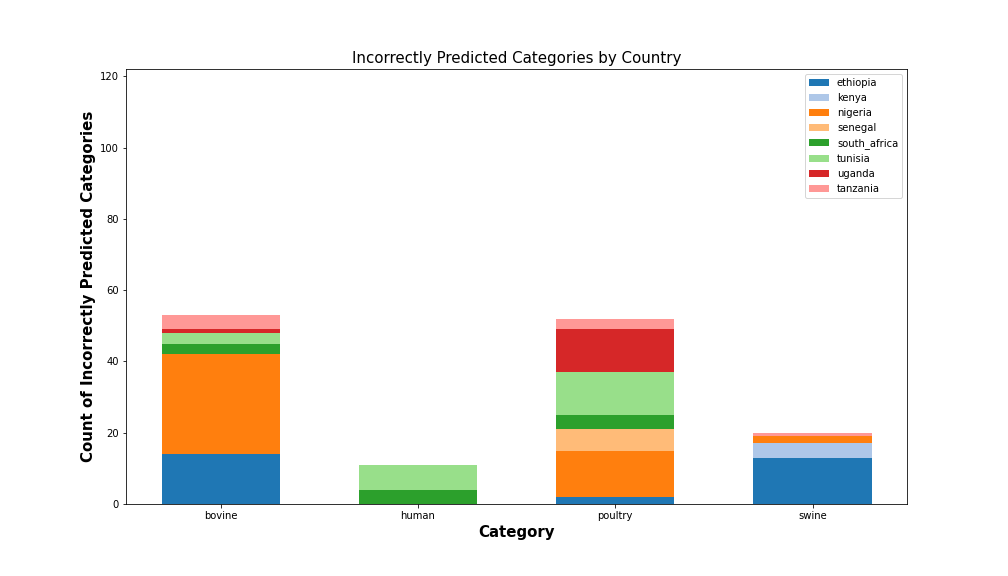 Incorrectly Predicted Categories by Country
Count of Incorrectly Predicted Categories
120
100
80
60
40
20
0
ethiopia
kenya
nigeria
senegal
south_africa
tunisia
uganda
tanzania
bovine
human
poultry
swine
Category